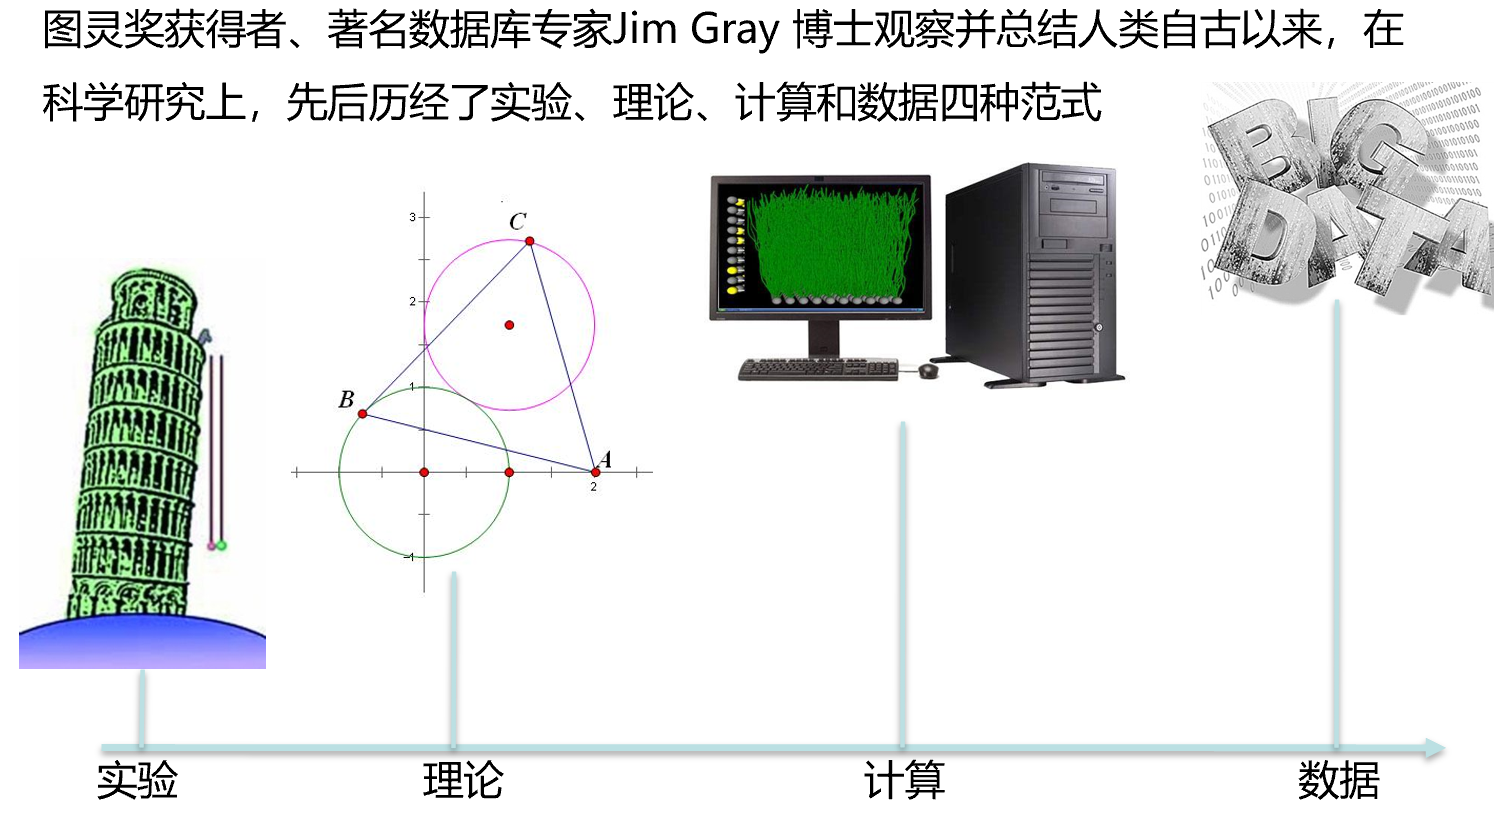 图灵奖获得者、著名数据库专家Jim Gray 博士观察并总结人类自古以来，在
科学研究上，先后历经了实验、理论、计算和数据四种范式
BIG
DATA
C
3
2
1
B
A
2
-1
实验
理论
计算
数据